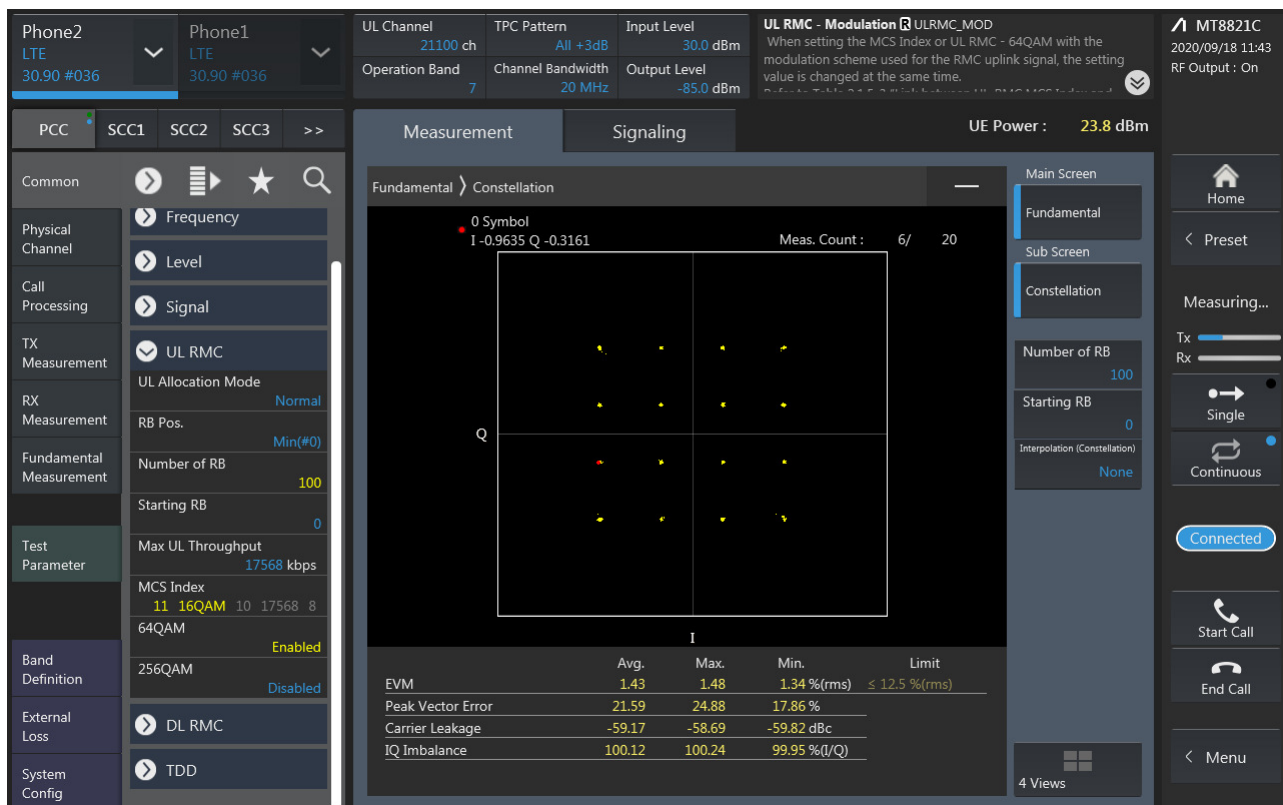 Phone2
LTE
30.90 #036
Phone1
LTE
30.90 #036
UL Channel
21100 ch
TPC Pattern
All +3dB
Input Level
30.0 dBm
Operation Band
7
Channel Bandwidth
20 MHz
Output Level
-85.0 dBm
UL RMC - Modulation R ULRMC_MOD
When setting the MCS Index or UL RMC - 64QAM with the
modulation scheme used for the RMC uplink signal, the setting
value is changed at the same time.
MT8821C
2020/09/18 11:43
RF Output : On
PCC SCC1 SCC2 SCC3 >>
Measurement
Signaling
UE Power : 23.8 dBm
Common
Physical
Channel
Call
Processing
TX
Measurement
RX
Measurement
Fundamental
Measurement
Test
Parameter
Band
Definition
External
Loss
System
Config
Frequency
Level
Signal
UL RMC
UL Allocation Mode
Normal
RB Pos.
Min(#0)
Number of RB
100
Starting RB
0
Max UL Throughput
17568 kbps
MCS Index
11 16QAM 10 17568 8
64QAM
Enabled
256QAM
Disabled
DL RMC
TDD
Fundamental 〉 Constellation
0 Symbol
I -0.9635 Q -0.3161
Meas. Count : 6/ 20
Q
I
Avg. Max. Min. Limit
EVM 1.43 1.48 1.34 %(rms) ≤ 12.5 %(rms)
Peak Vector Error 21.59 24.88 17.86 %
Carrier Leakage -59.17 -58.69 -59.82 dBc
IQ Imbalance 100.12 100.24 99.95 %(I/Q)
Main Screen
Fundamental
Sub Screen
Constellation
Number of RB
100
Starting RB
0
Interpolation (Constellation)
None
4 Views
Home
< Preset
Measuring...
Tx
Rx
Single
Continuous
Connected
Start Call
End Call
< Menu